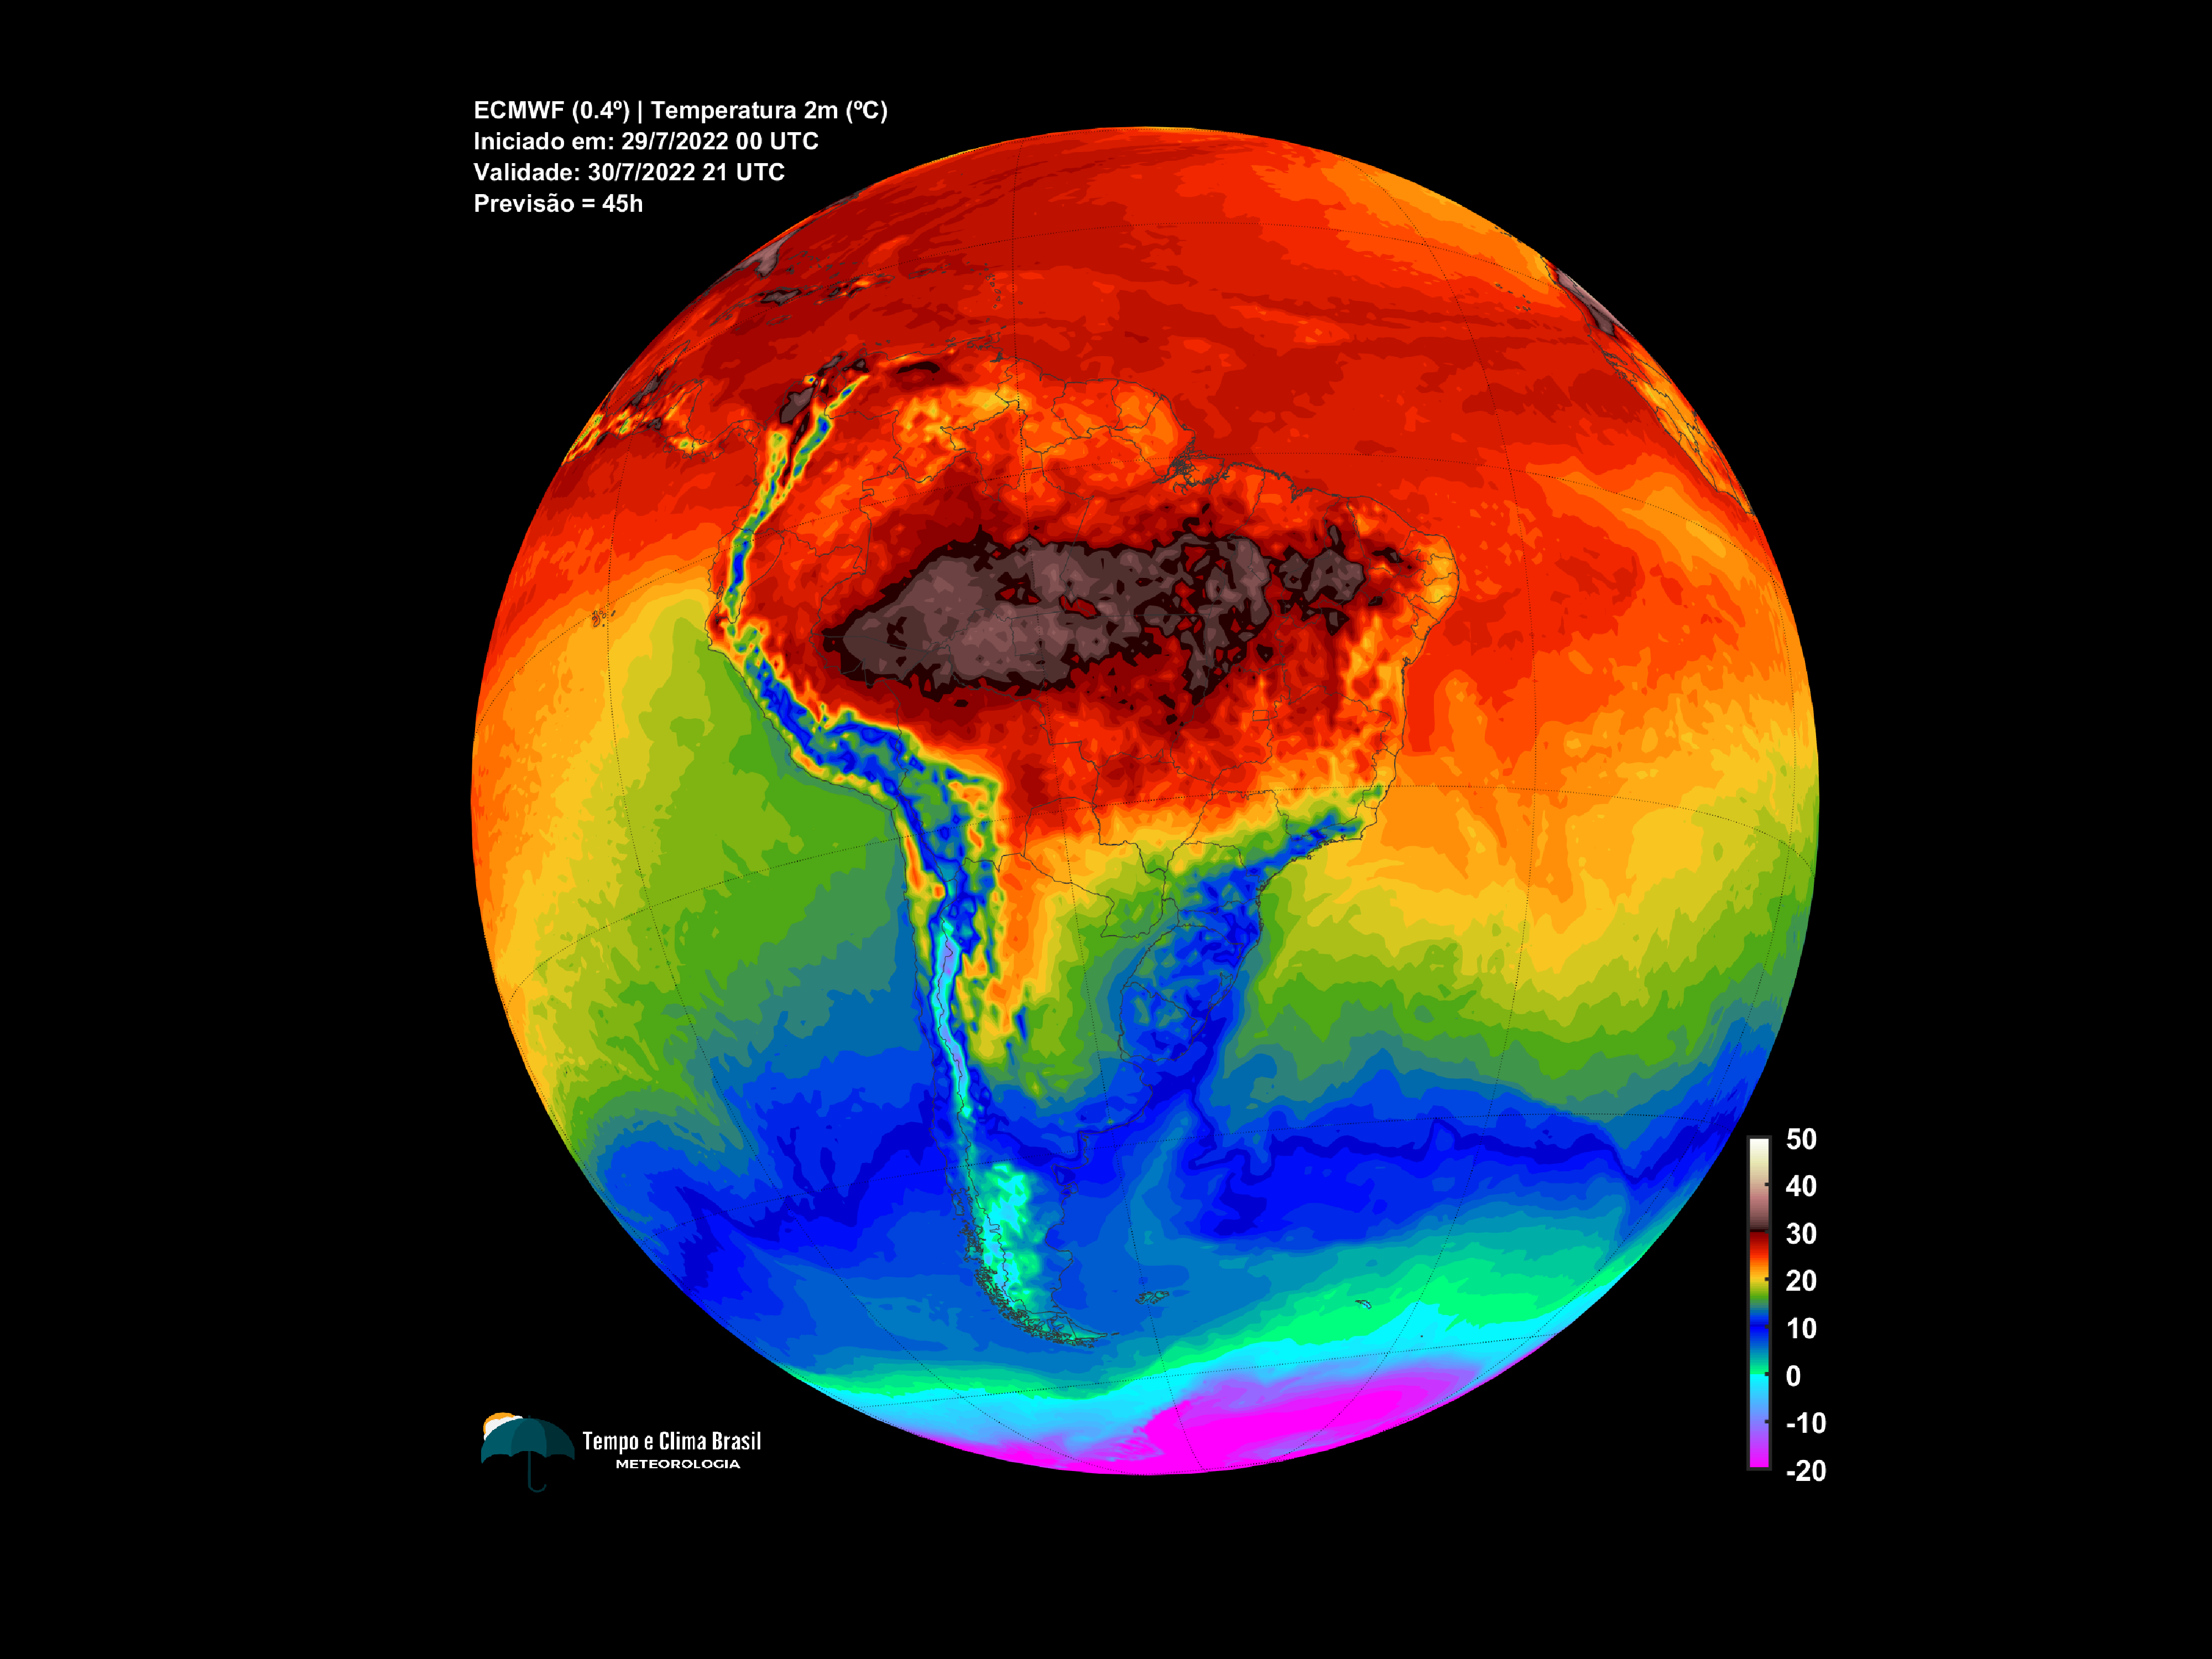 ECMWF (0.4º) | Temperatura 2m (ºC)
Iniciado em: 29/7/2022 00 UTC
Validade: 30/7/2022 21 UTC
Previsão = 45h
50
40
30
20
10
0
-10
-20
Tempo e Clima Brasil
METEOROLOGIA